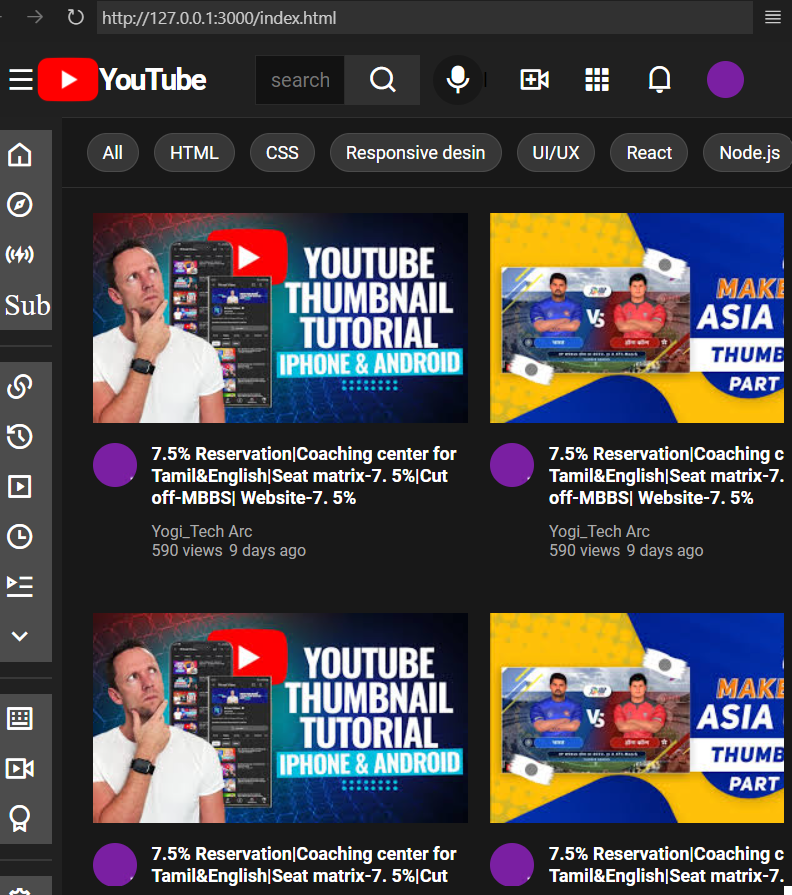 http://127.0.0.1:3000/index.html
YouTube
search
All
HTML
CSS
Responsive desin
UI/UX
React
Node.js
Sub
YOUTUBE
THUMBNAIL
TUTORIAL
IPHONE & ANDROID
MAKE
ASIA
THUMB
PART
VS
7.5% Reservation|Coaching center for
Tamil&English|Seat matrix-7. 5%|Cut
off-MBBS| Website-7. 5%
Yogi_Tech Arc
590 views 9 days ago
7.5% Reservation|Coaching c
Tamil&English|Seat matrix-7.
off-MBBS| Website-7. 5%
Yogi_Tech Arc
590 views 9 days ago
YOUTUBE
THUMBNAIL
TUTORIAL
IPHONE & ANDROID
MAKE
ASIA
THUMB
PART
VS
7.5% Reservation|Coaching center for
Tamil&English|Seat matrix-7. 5%|Cut
7.5% Reservation|Coaching c
Tamil&English|Seat matrix-7.